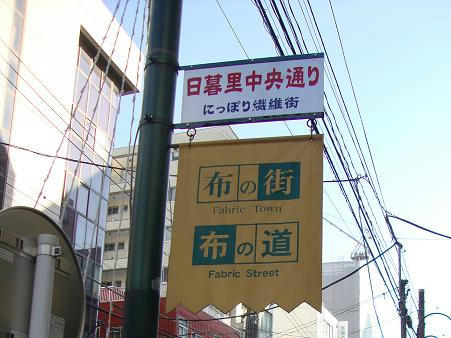 日暮里中央通り
にっぽり繊維街
布の街
Fabric Town
布の道
Fabric Street